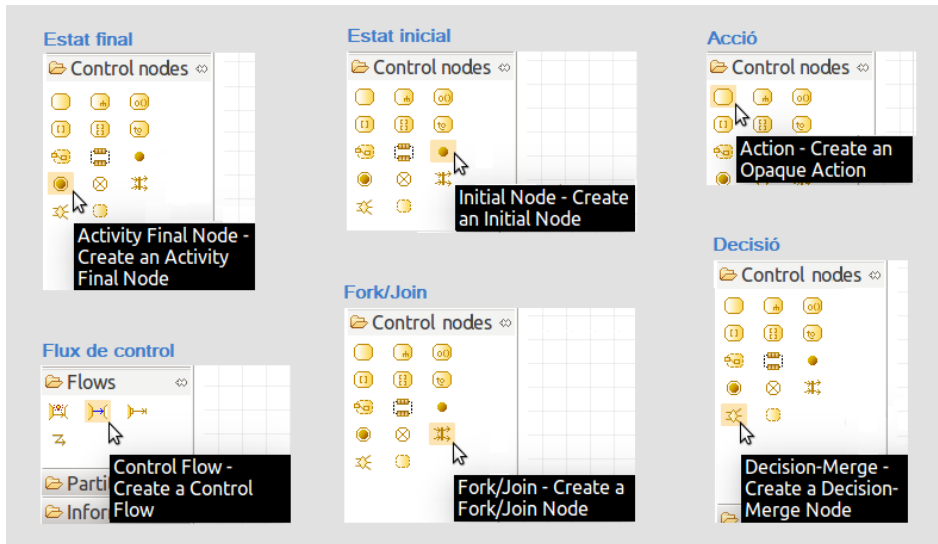 Estat final
Control nodes
Activity Final Node -
Create an Activity
Final Node
Estat inicial
Control nodes
Initial Node - Create
an Initial Node
Acció
Control nodes
Action - Create an
Opaque Action
Flux de control
Flows
Control Flow -
Create a Control
Flow
Parti
Infor
Fork/Join
Control nodes
Fork/Join - Create a
Fork/Join Node
Decisió
Control nodes
Decision-Merge -
Create a Decision-
Merge Node